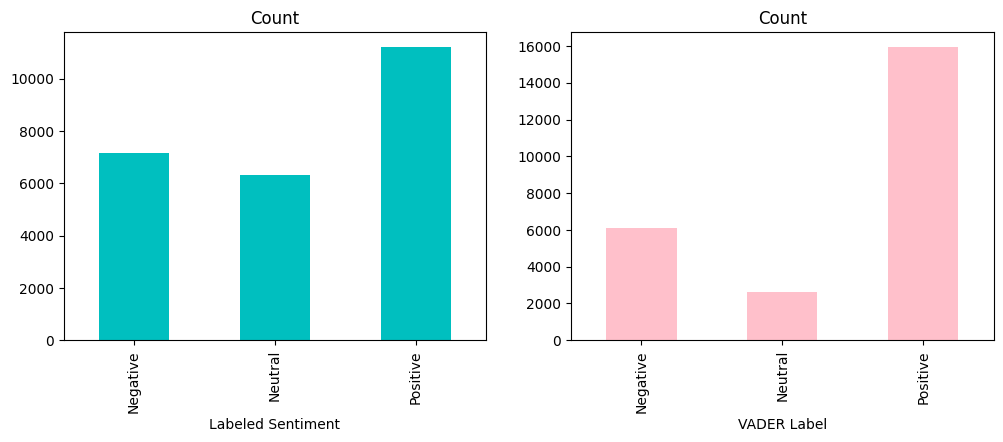 Count
10000
8000
6000
4000
2000
0
Negative
Neutral
Positive
Labeled Sentiment
Count
16000
14000
12000
10000
8000
6000
4000
2000
0
Negative
Neutral
Positive
VADER Label